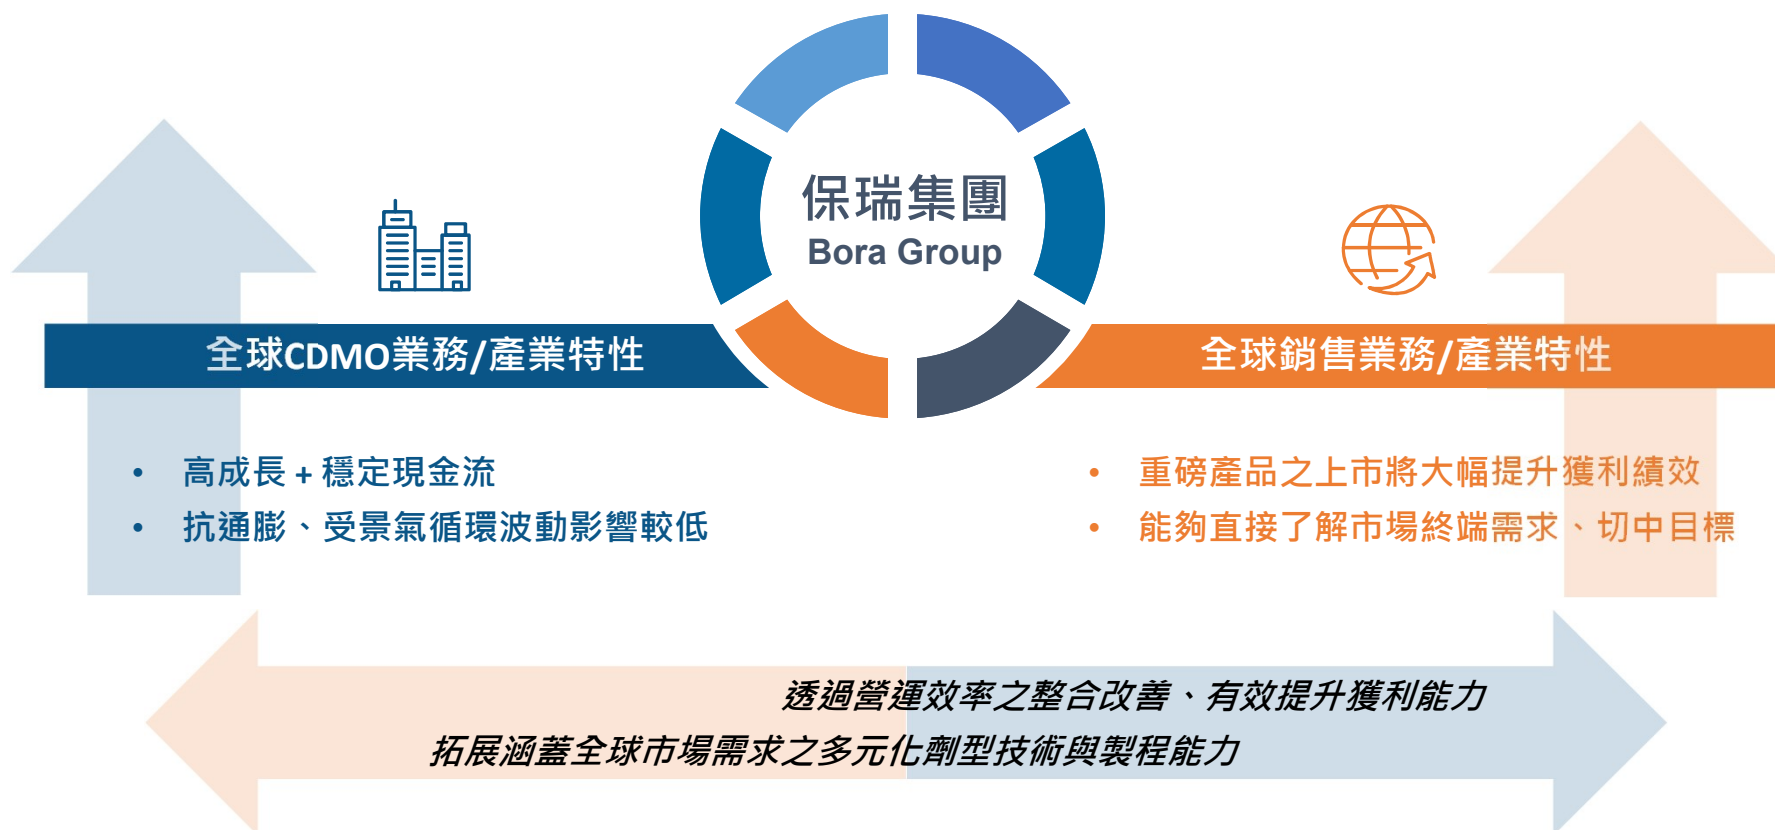 保瑞集團
Bora Group
全球CDMO業務/產業特性
• 高成長 + 穩定現金流
• 抗通膨、受景氣循環波動影響較低
全球銷售業務/產業特性
• 重磅產品之上市將大幅提升獲利績效
• 能夠直接了解市場終端需求、切中目標
透過營運效率之整合改善、有效提升獲利能力
拓展涵蓋全球市場需求之多元化劑型技術與製程能力